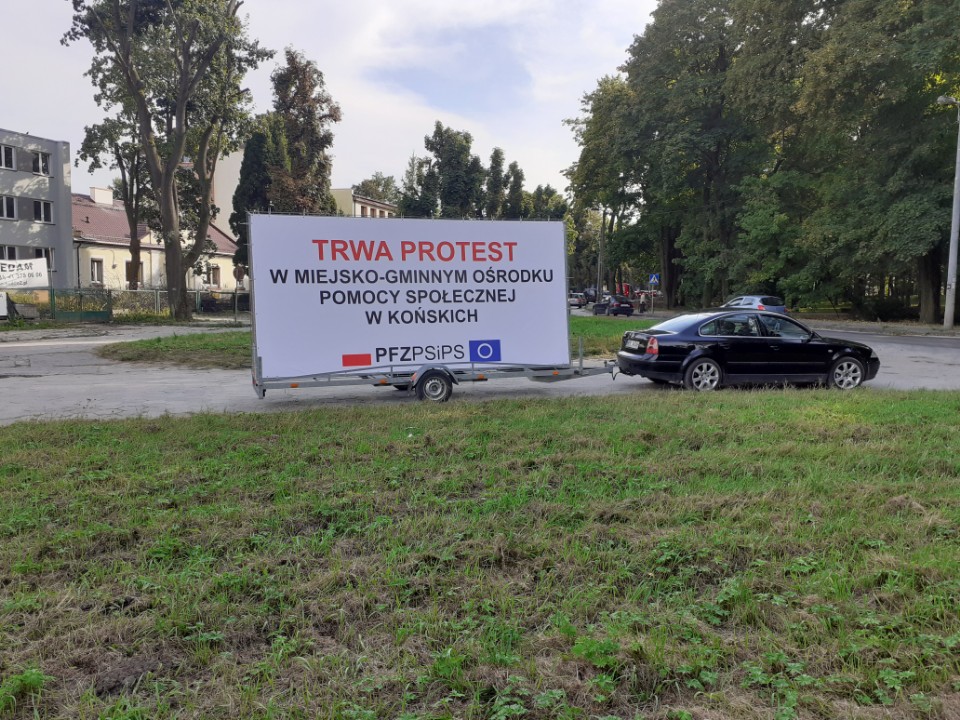 TRWA PROTEST
W MIEJSKO-GMINNYM OŚRODKU
POMOCY SPOŁECZNEJ
W KOŃSKICH
PFZPSiPS